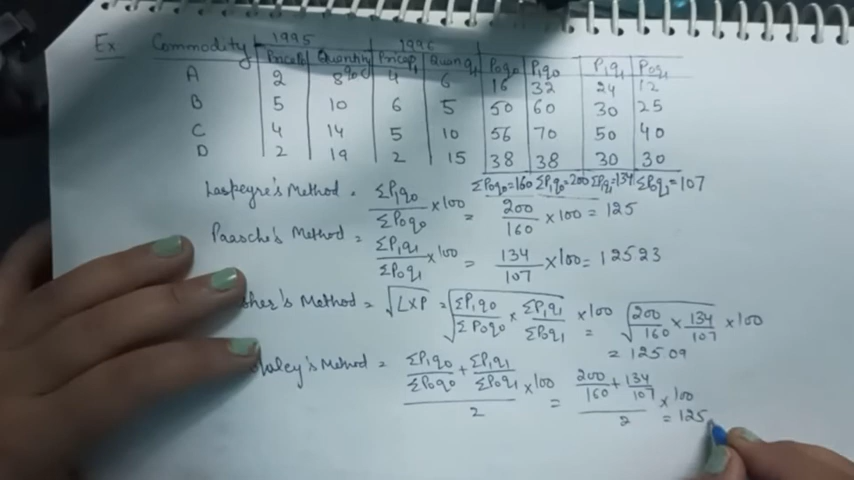 Ex Commodity 1995 1996
Price P₀ Quantity q₀ Price P₁ Quan q₁ P₀q₀ P₁q₀ P₁q₁ P₀q₁
A 2 8 4 6 16 32 24 12
B 5 10 6 5 50 60 30 25
C 4 14 5 10 56 70 50 40
D 2 19 2 15 38 38 30 30
ΣP₀q₀=160 ΣP₁q₀=200 ΣP₁q₁=134 ΣP₀q₁=107
Laspeyre's Method = ΣP₁q₀/ΣP₀q₀ × 100 = 200/160 × 100 = 125
Paasche's Method = ΣP₁q₁/ΣP₀q₁ × 100 = 134/107 × 100 = 125 23
sher's Method = √L×P = √ΣP₁q₀/ΣP₀q₀ × ΣP₁q₁/ΣP₀q₁ × 100 = √200/160 × 134/107 × 100
= 125 09
Method = ΣP₁q₀/ΣP₀q₀ + ΣP₁q₁/ΣP₀q₁ / 2 × 100 = 200/160 + 134/107 / 2 × 100
= 125